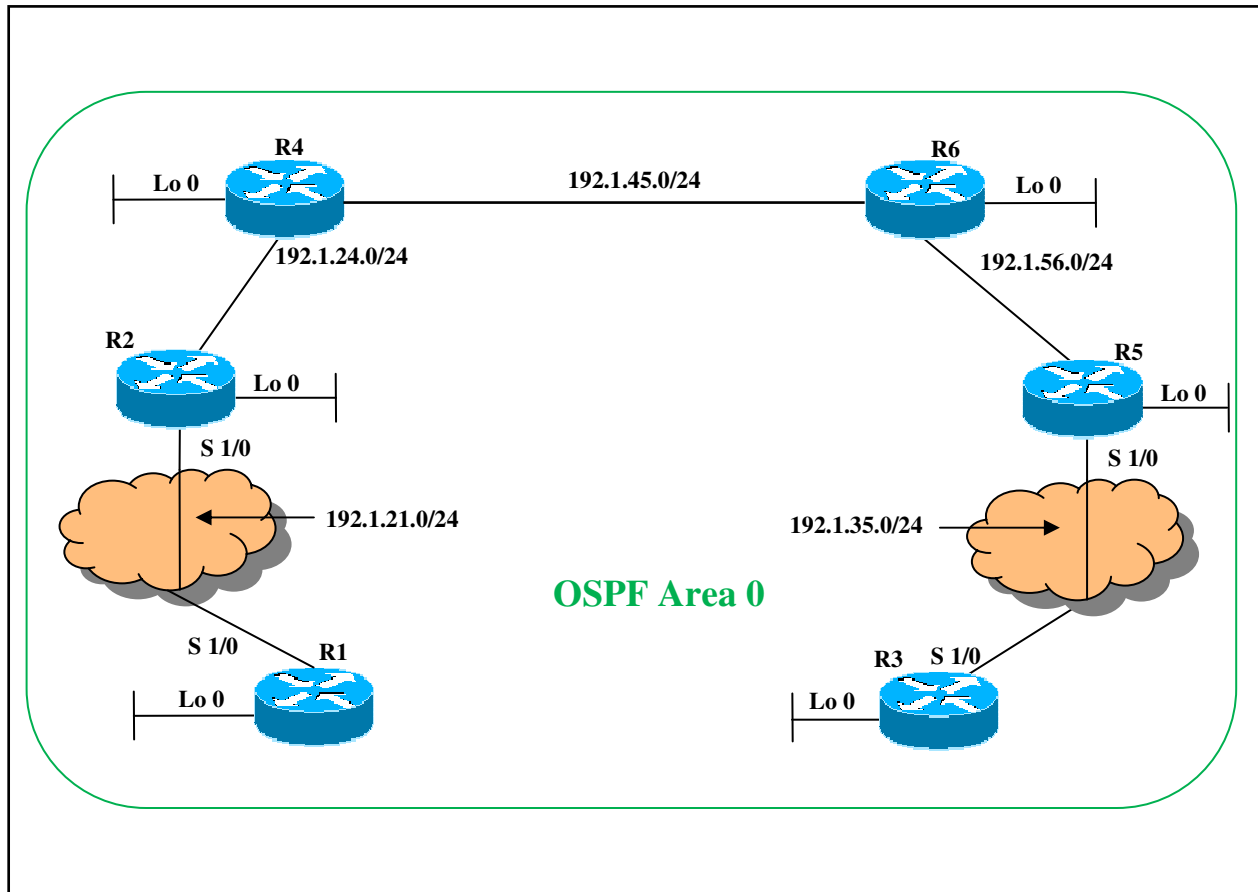 R4
R6
Lo 0
192.1.45.0/24
Lo 0
192.1.24.0/24
192.1.56.0/24
R2
R5
Lo 0
Lo 0
S 1/0
S 1/0
192.1.21.0/24
192.1.35.0/24
OSPF Area 0
S 1/0
R1
R3
S 1/0
Lo 0
Lo 0